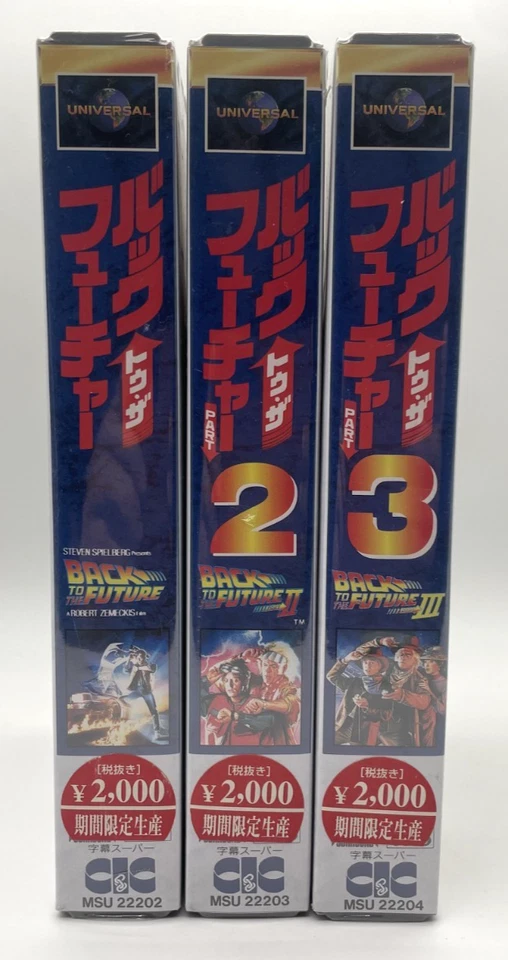 UNIVERSAL
バック
トゥ・ザ
フューチャー
STEVEN SPIELBERG Presents
BACK
TO
THE FUTURE
A ROBERT ZEMECKIS Film
[税抜き]
¥2,000
期間限定生産
字幕スーパー
CIC
&
MSU 22202
UNIVERSAL
バック
トゥ・ザ
フューチャー
PART
2
BACK
TO
THE FUTURE II
TM
[税抜き]
¥2,000
期間限定生産
字幕スーパー
CIC
&
MSU 22203
UNIVERSAL
バック
トゥ・ザ
フューチャー
PART
3
BACK
TO
THE FUTURE III
[税抜き]
¥2,000
期間限定生産
字幕スーパー
CIC
&
MSU 22204